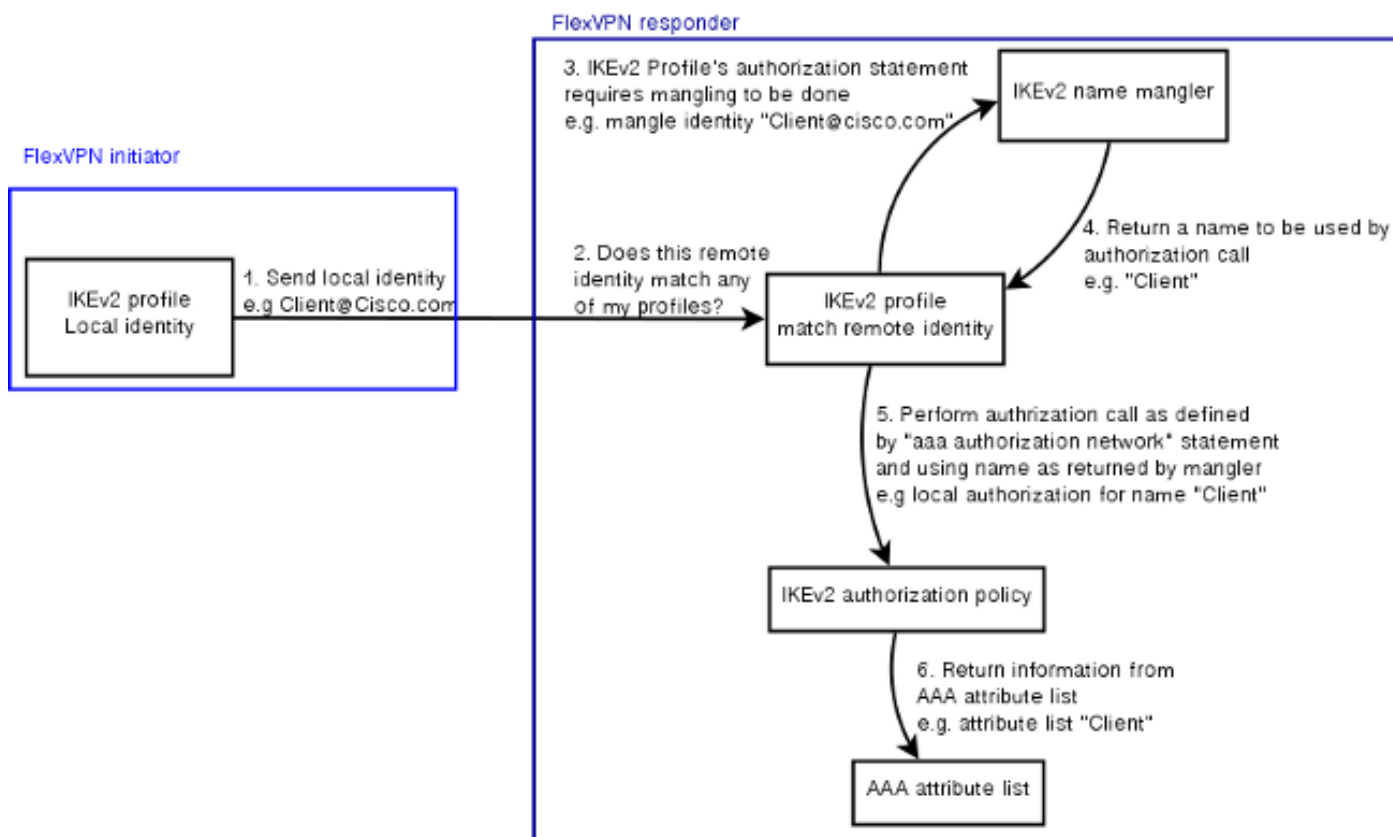 FlexVPN responder
3. IKEv2 Profile's authorization statement
requires mangling to be done
e.g. mangle identity "Client@cisco.com"
IKEv2 name mangler
FlexVPN initiator
4. Return a name to be used by
authorization call
e.g. "Client"
1. Send local identity
e.g Client@Cisco.com
2. Does this remote
identity match any
of my profiles?
IKEv2 profile
Local identity
IKEv2 profile
match remote identity
5. Perform authrization call as defined
by "aaa authorization network" statement
and using name as returned by mangler
e.g local authorization for name "Client"
IKEv2 authorization policy
6. Return information from
AAA attribute list
e.g. attribute list "Client"
AAA attribute list